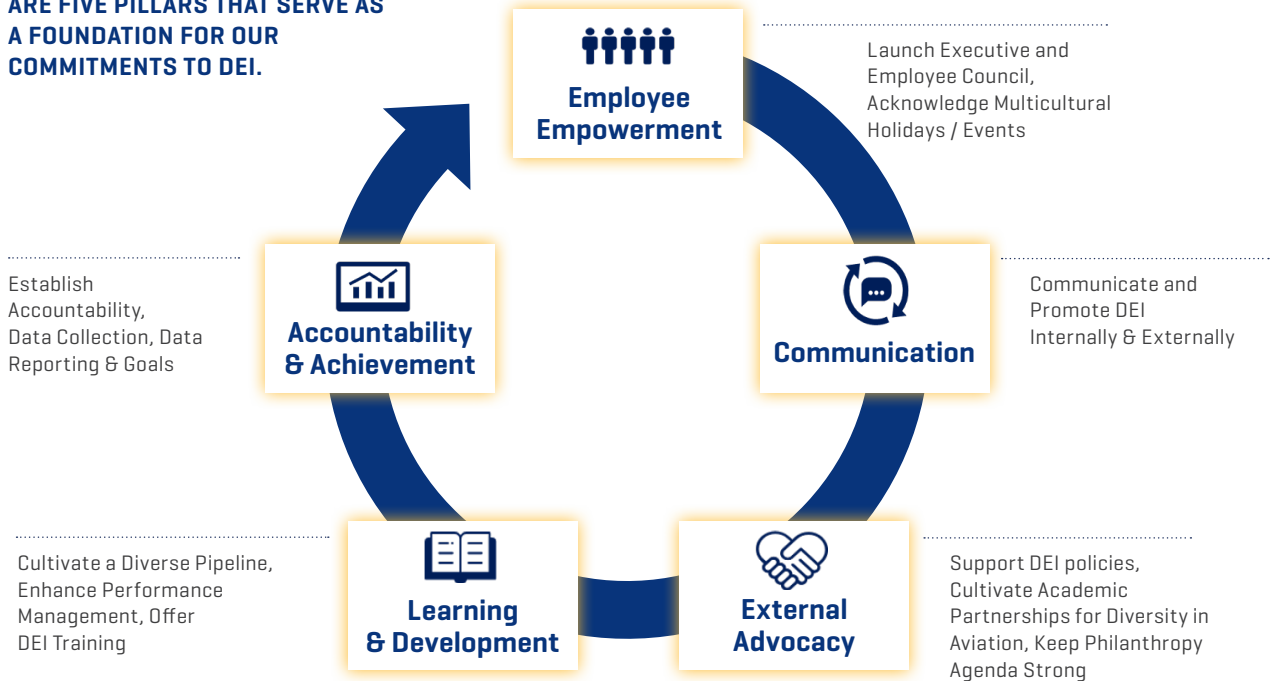 ARE FIVE PILLARS THAT SERVE AS
A FOUNDATION FOR OUR
COMMITMENTS TO DEI.
Employee
Empowerment
Launch Executive and
Employee Council,
Acknowledge Multicultural
Holidays / Events
Communication
Communicate and
Promote DEI
Internally & Externally
External
Advocacy
Support DEI policies,
Cultivate Academic
Partnerships for Diversity in
Aviation, Keep Philanthropy
Agenda Strong
Learning
& Development
Cultivate a Diverse Pipeline,
Enhance Performance
Management, Offer
DEI Training
Accountability
& Achievement
Establish
Accountability,
Data Collection, Data
Reporting & Goals